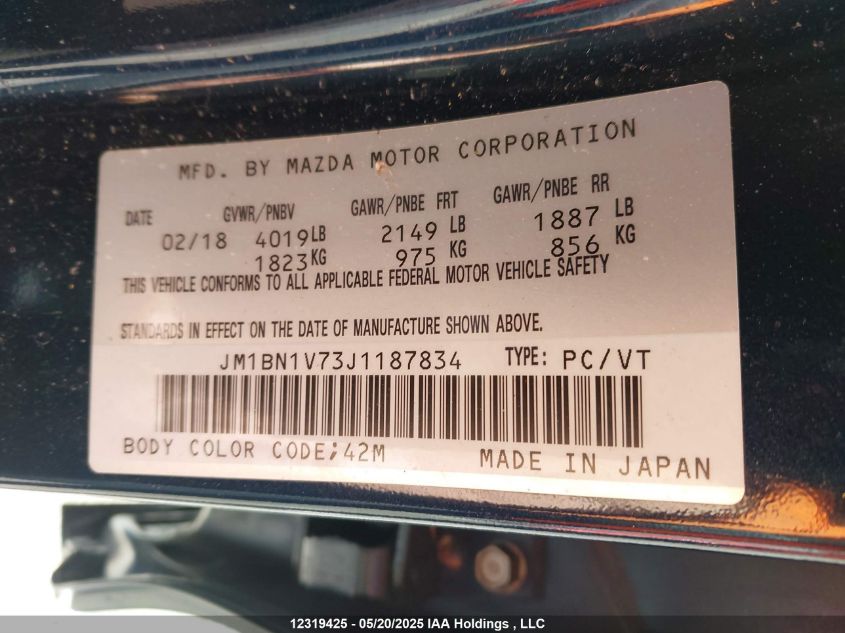 MFD. BY MAZDA MOTOR CORPORATION
DATE GVWR/PNBV GAWR/PNBE FRT GAWR/PNBE RR
02/18 4019LB 2149 LB 1887 LB
1823KG 975 KG 856 KG
THIS VEHICLE CONFORMS TO ALL APPLICABLE FEDERAL MOTOR VEHICLE SAFETY
STANDARDS IN EFFECT ON THE DATE OF MANUFACTURE SHOWN ABOVE.
JM1BN1V73J1187834 TYPE: PC/VT
BODY COLOR CODE;42M MADE IN JAPAN
12319425 - 05/20/2025 IAA Holdings , LLC